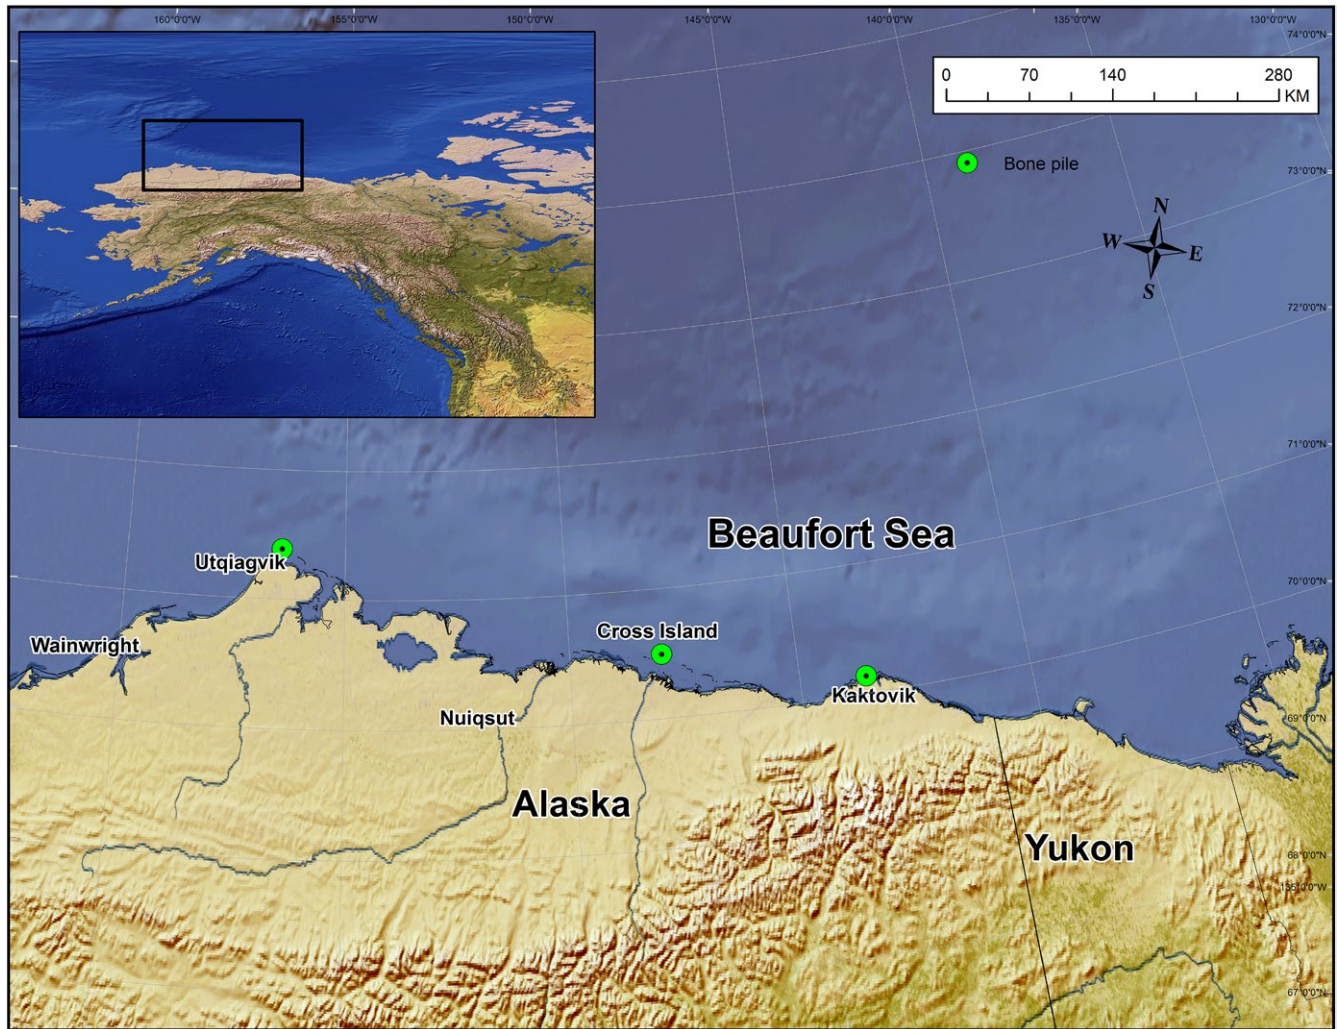 160°0'0"W
155°0'0"W
150°0'0"W
145°0'0"W
140°0'0"W
135°0'0"W
130°0'0"W
74°0'0"N
0 70 140 280
KM
Bone pile
73°0'0"N
N
W
E
S
72°0'0"N
71°0'0"N
Beaufort Sea
Utqiagvik
70°0'0"N
Cross Island
Wainwright
Kaktovik
Nuiqsut
69°0'0"N
Alaska
Yukon
68°0'0"N
135°0'0"W
67°0'0"N